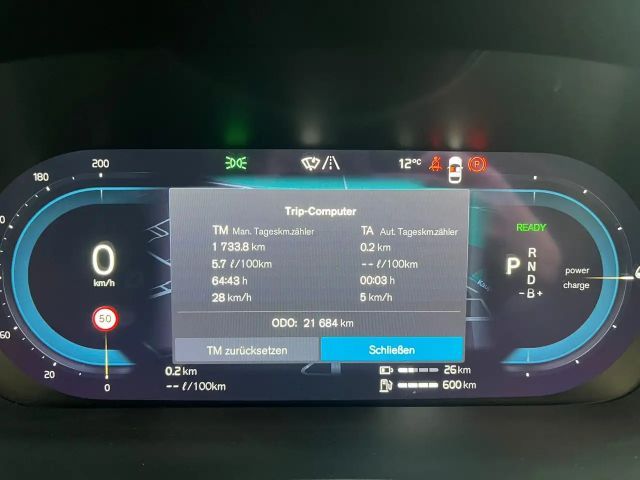 200
180
12°C
Trip-Computer
TM Man. Tageskm.zähler
TA Aut. Tageskm.zähler
1 733.8 km
0.2 km
5.7 ℓ/100km
-- ℓ/100km
64:43 h
00:03 h
28 km/h
5 km/h
ODO: 21 684 km
TM zurücksetzen
Schließen
0
km/h
50
60
20
0
0.2 km
-- ℓ/100km
READY
P
R
N
D
-B+
power
charge
26 km
600 km